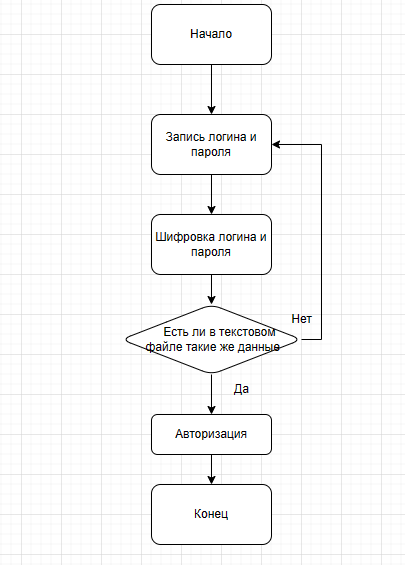 Начало
Запись логина и
пароля
Шифровка логина и
пароля
Есть ли в текстовом
файле такие же данные
Нет
Да
Авторизация
Конец